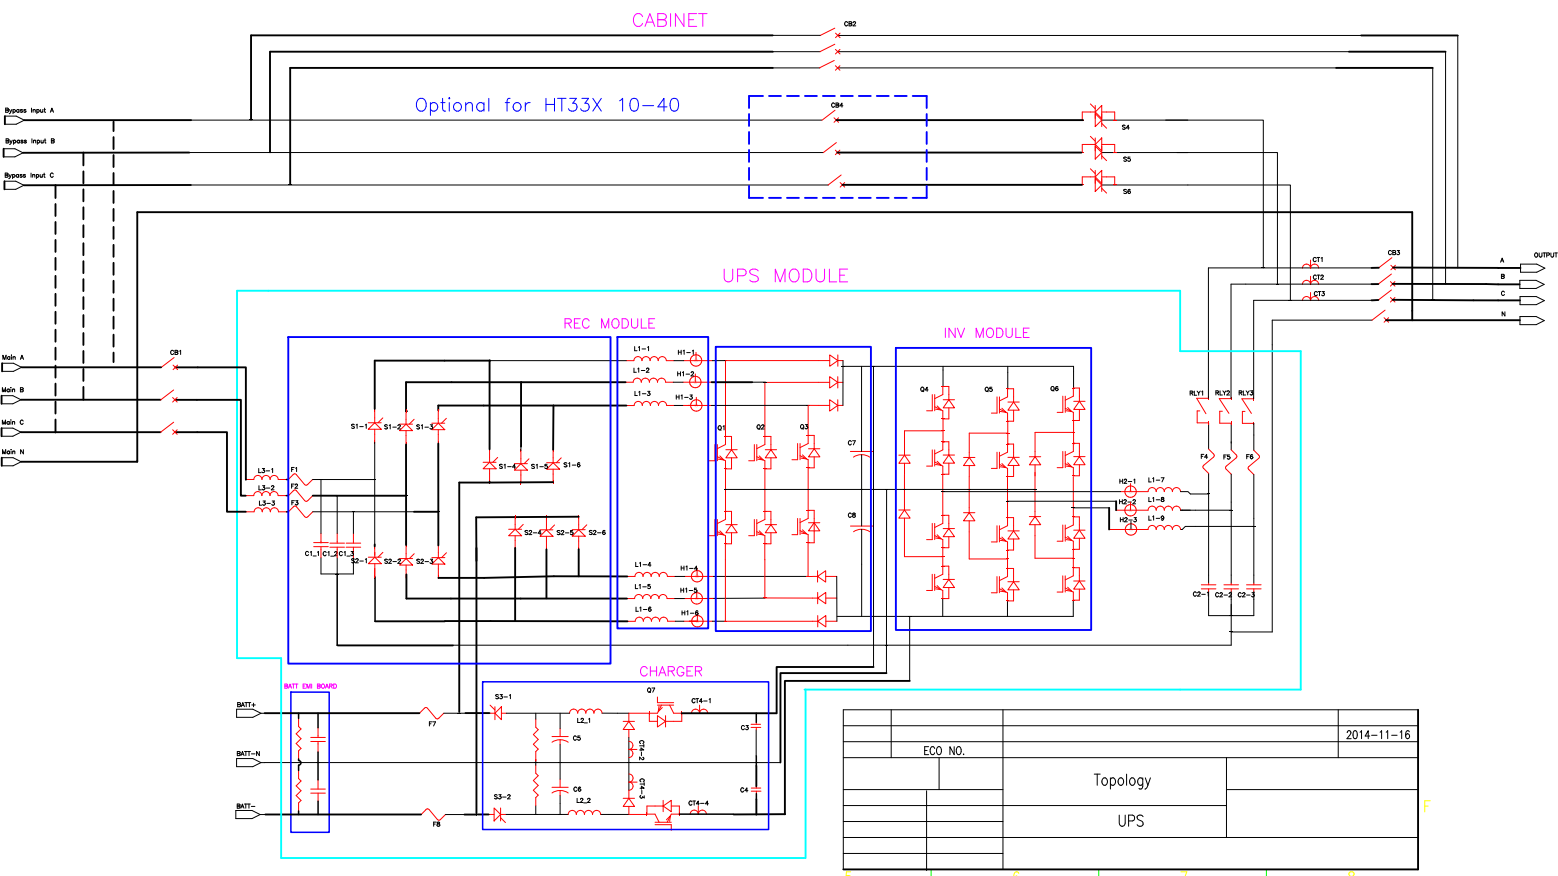 CABINET
CB2
Optional for HT33X 10-40
CB4
Bypass Input A
S4
Bypass Input B
S5
Bypass Input C
S6
UPS MODULE
CT1
CB3
A
OUTPUT
CT2
B
CT3
C
N
REC MODULE
INV MODULE
Main A
CB1
Main B
Main C
Main N
L1-1
H1-1
L1-2
H1-2
L1-3
H1-3
Q4
Q5
Q6
RLY1
RLY2
RLY3
S1-1
S1-2
S1-3
Q1
Q2
Q3
C7
S1-4
S1-5
S1-6
F4
F5
F6
L3-1
F1
L3-2
F2
L3-3
F3
H2-1
L1-7
H2-2
L1-8
H2-3
L1-9
C8
S2-4
S2-5
S2-6
C1_1
C1_2
C1_3
S2-1
S2-2
S2-3
L1-4
H1-4
L1-5
H1-5
L1-6
H1-6
C2-1
C2-2
C2-3
CHARGER
BATT EMI BOARD
BATT+
F7
S3-1
L2_1
Q7
CT4-1
C3
C5
CT4-2
BATT-N
CT4-3
C6
C4
BATT-
F8
S3-2
L2_2
CT4-4
2014-11-16
ECO NO.
Topology
UPS
F